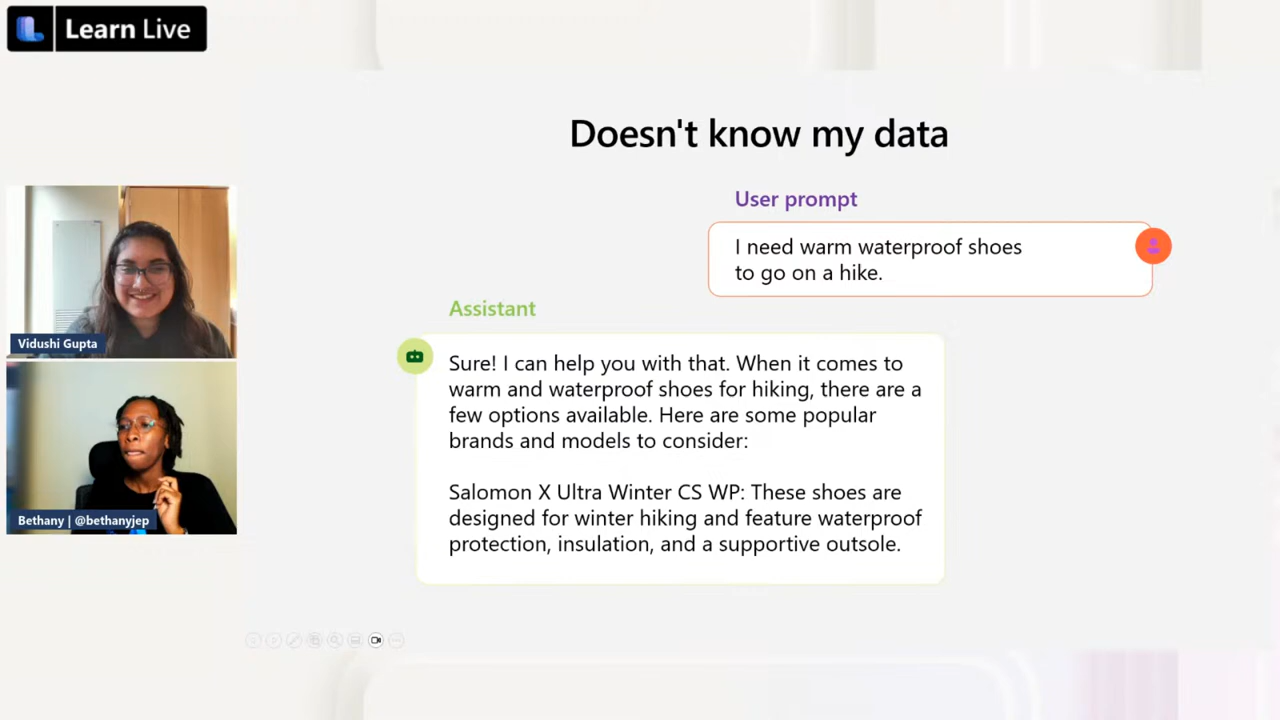 Learn Live
Doesn't know my data
User prompt
I need warm waterproof shoes
to go on a hike.
Assistant
Sure! I can help you with that. When it comes to
warm and waterproof shoes for hiking, there are a
few options available. Here are some popular
brands and models to consider:
Salomon X Ultra Winter CS WP: These shoes are
designed for winter hiking and feature waterproof
protection, insulation, and a supportive outsole.
Vidushi Gupta
Bethany | @bethanyjep